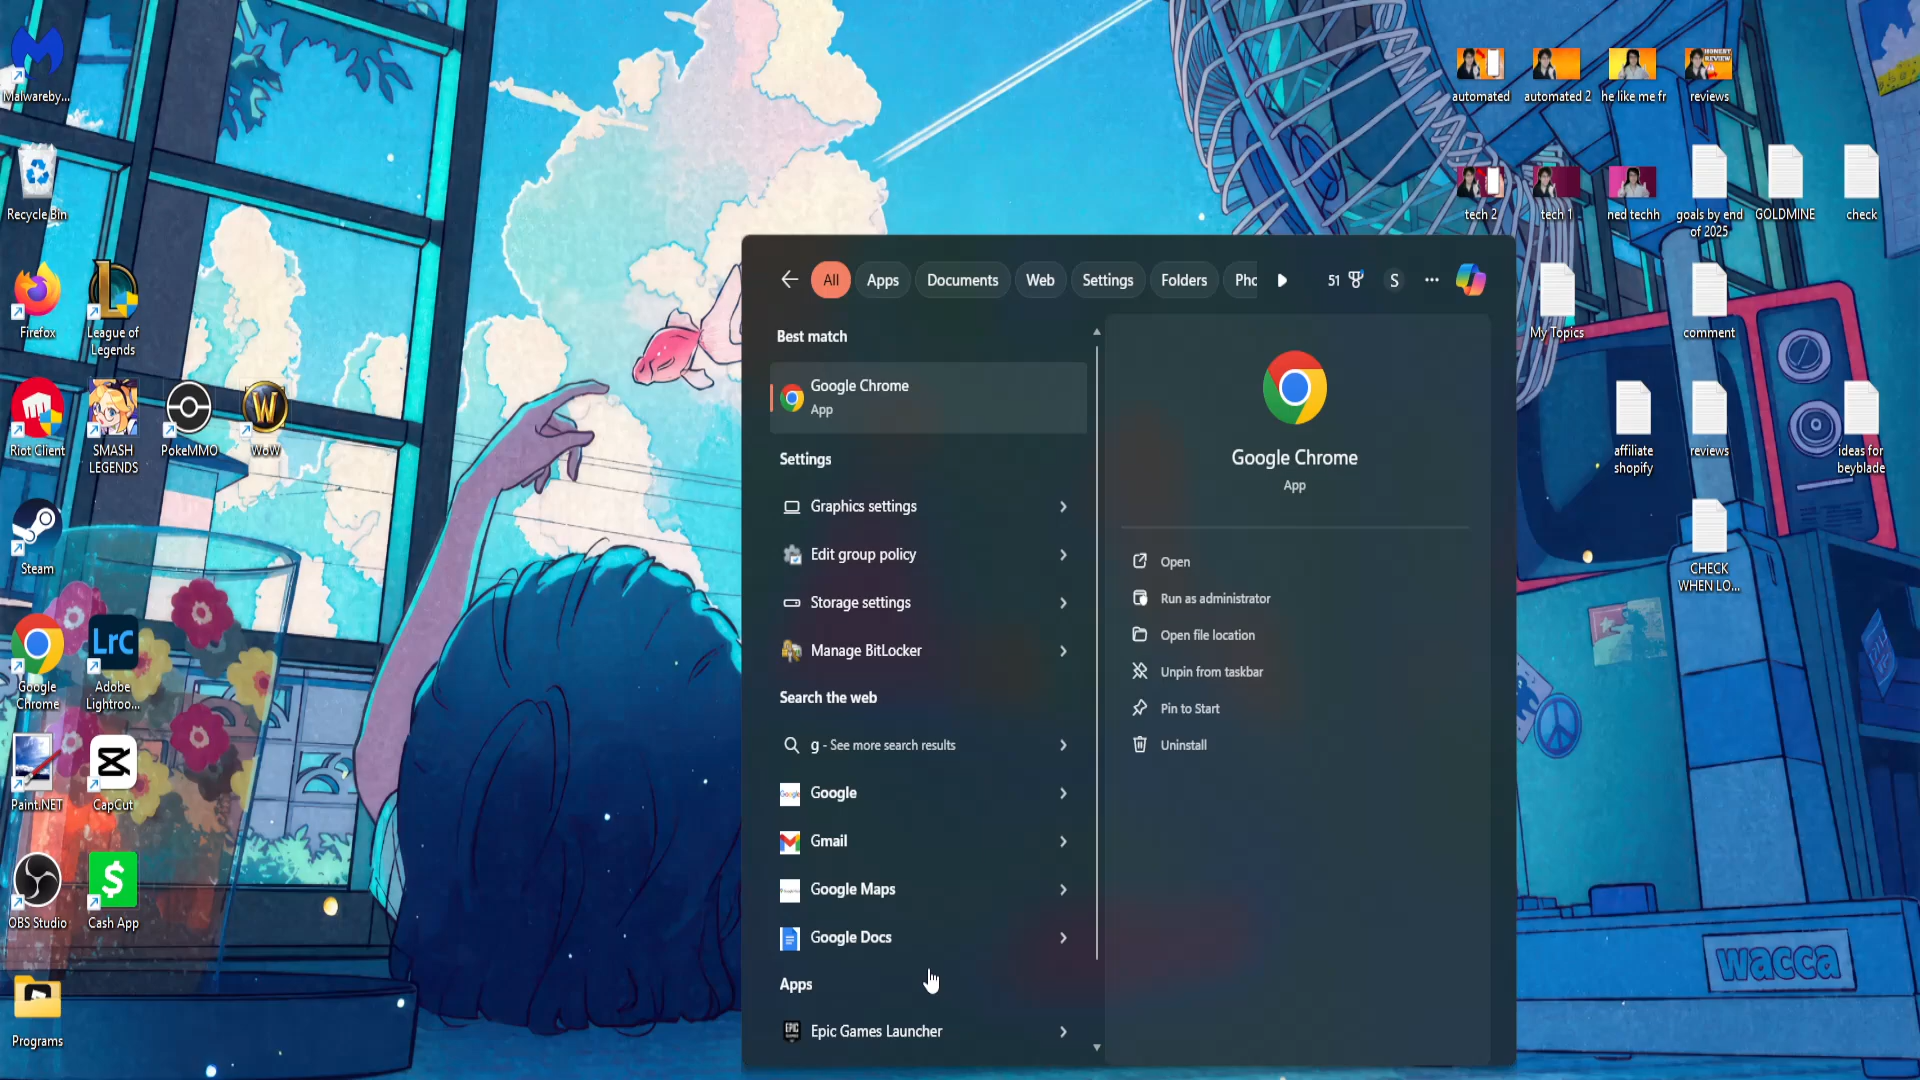 Malwareby...
Recycle Bin
Firefox
League of
Legends
Riot Client
SMASH
LEGENDS
PokeMMO
WoW
Steam
Google
Chrome
LrC
Adobe
Lightroo...
Paint.NET
CapCut
OBS Studio
Cash App
Programs
All
Apps
Documents
Web
Settings
Folders
Pho
51
S
Best match
Google Chrome
App
Settings
Graphics settings
Edit group policy
Storage settings
Manage BitLocker
Search the web
g - See more search results
Google
Gmail
Google Maps
Google Docs
Apps
EPIC
Epic Games Launcher
Google Chrome
App
Open
Run as administrator
Open file location
Unpin from taskbar
Pin to Start
Uninstall
automated
automated 2
he like me fr
HONEST
REVIEW
reviews
tech 2
tech 1
ned techh
goals by end
of 2025
GOLDMINE
check
My Topics
comment
affiliate
shopify
reviews
ideas for
beyblade
CHECK
WHEN LO...
wacca